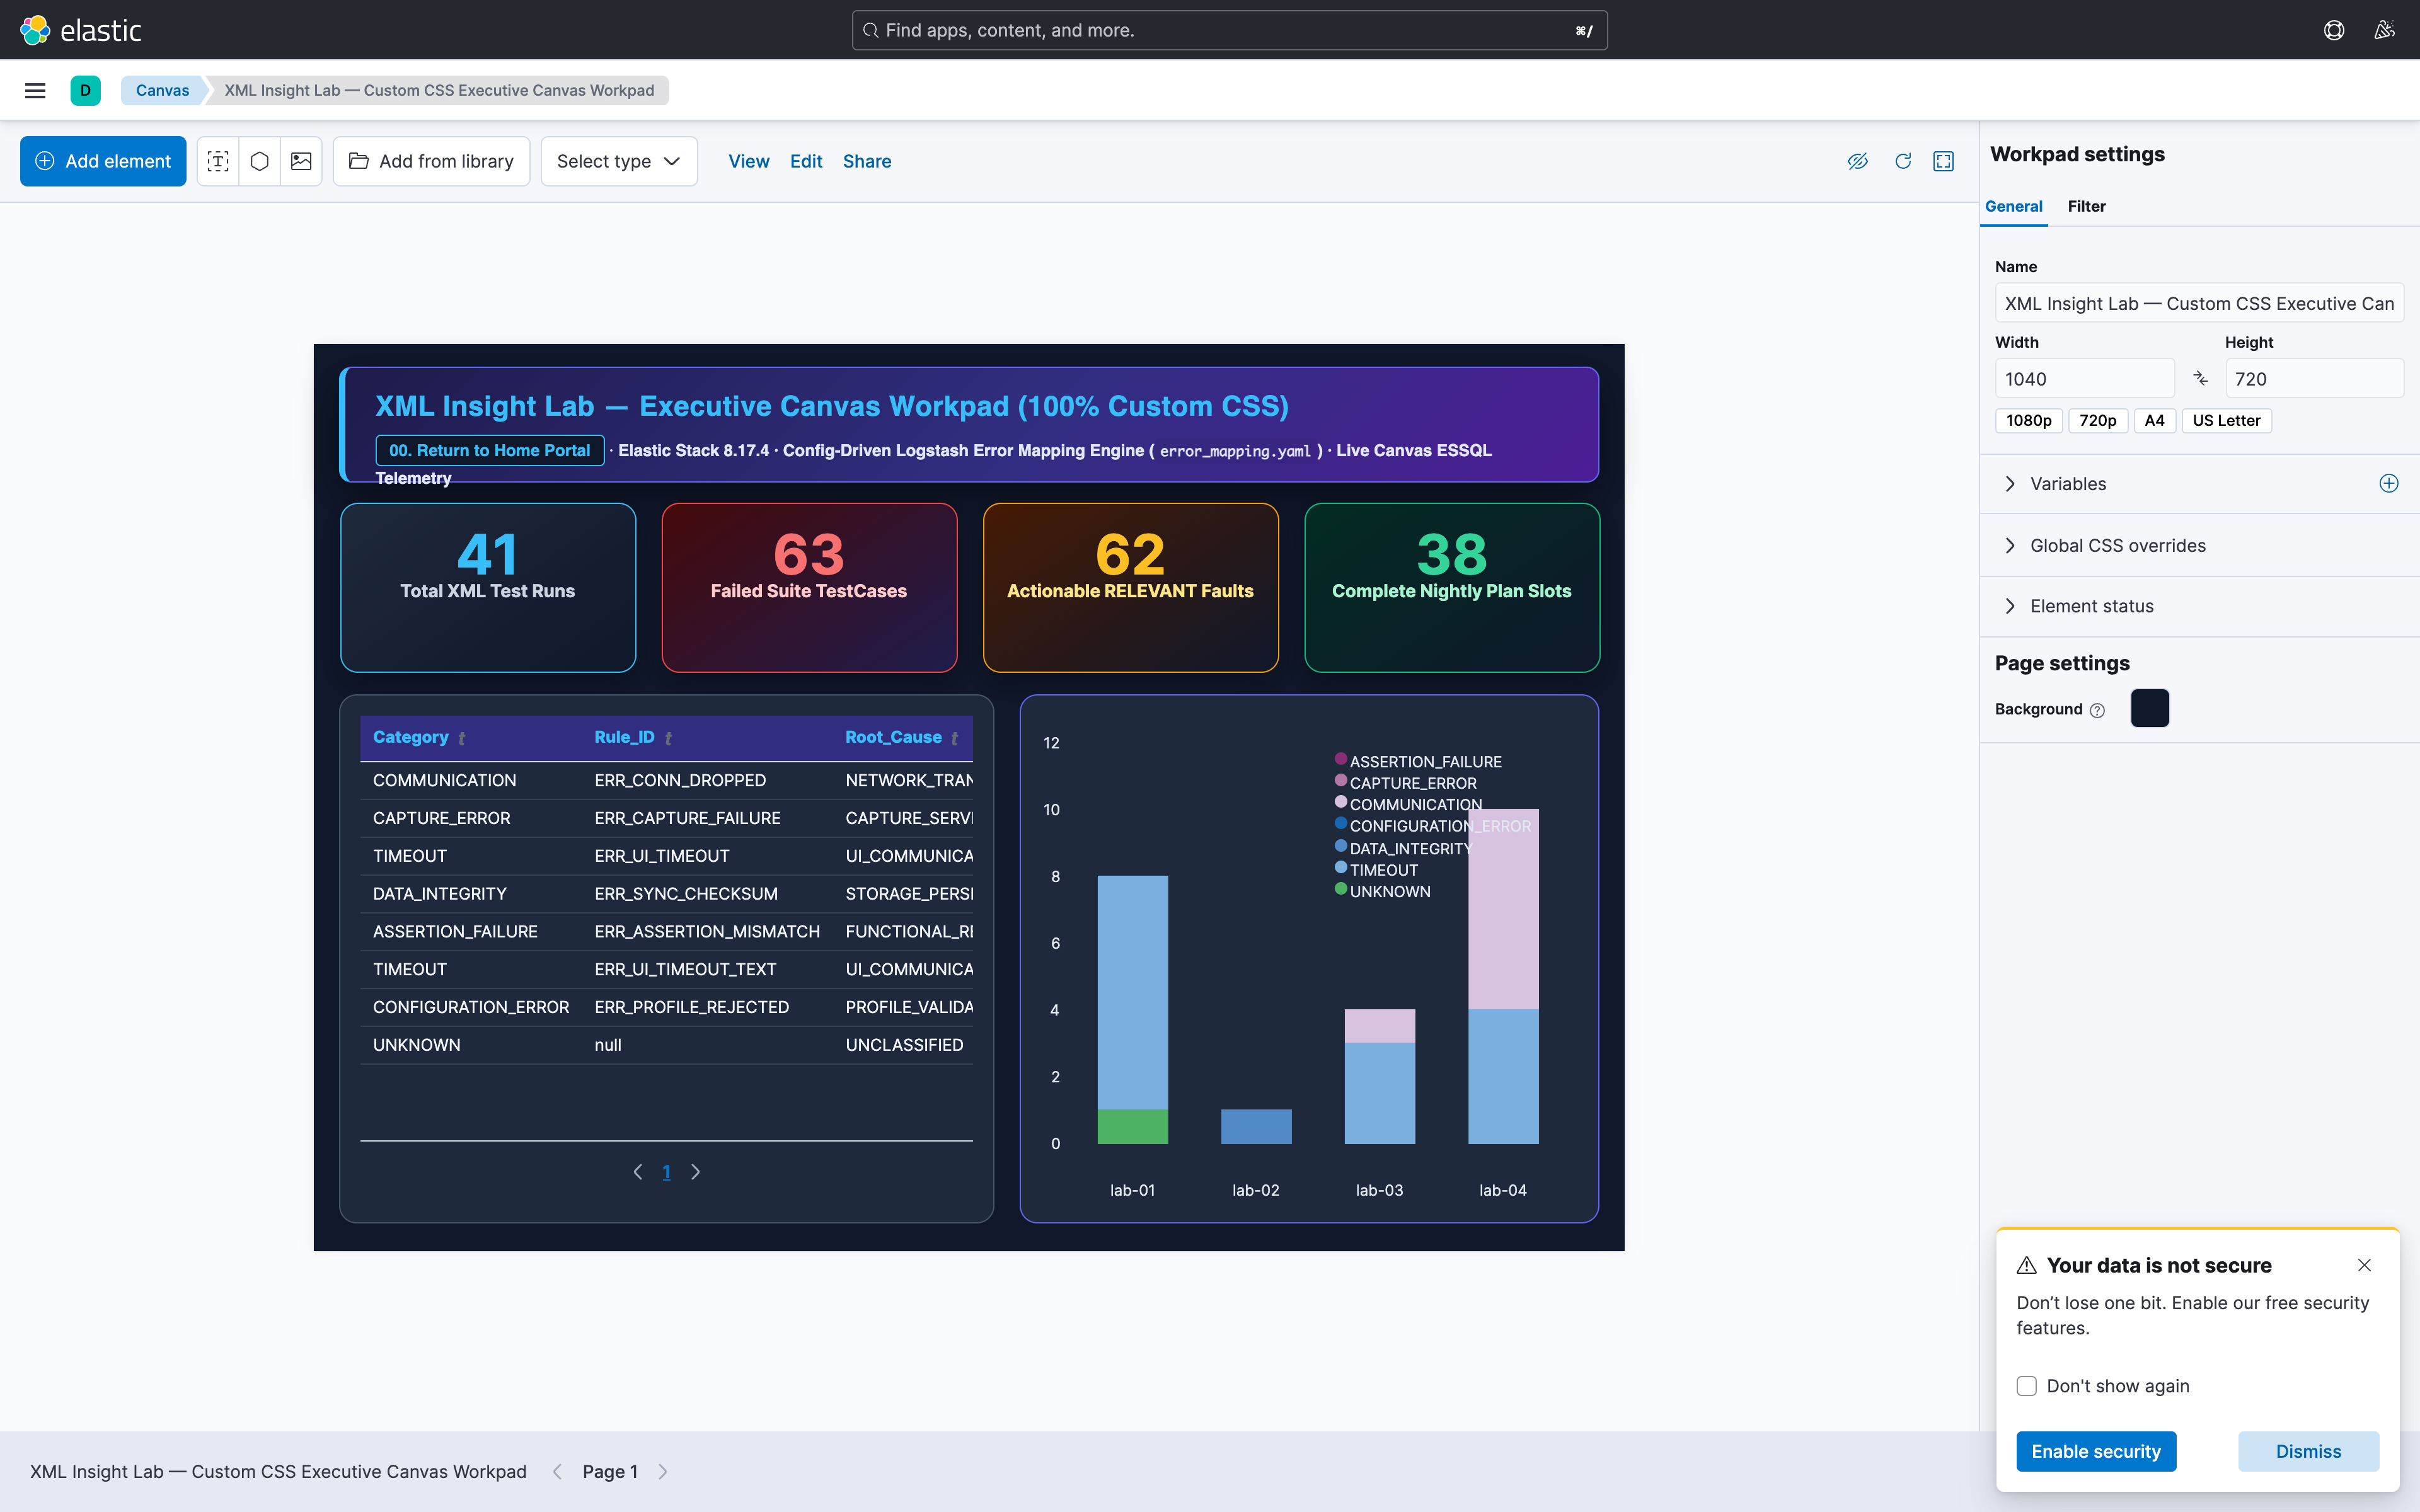 elastic
Find apps, content, and more.
⌘/
D
Canvas
XML Insight Lab — Custom CSS Executive Canvas Workpad
Add element
Add from library
Select type
View
Edit
Share
Workpad settings
General
Filter
Name
XML Insight Lab — Custom CSS Executive Can
Width
Height
1040
720
1080p
720p
A4
US Letter
Variables
Global CSS overrides
Element status
Page settings
Background
XML Insight Lab — Executive Canvas Workpad (100% Custom CSS)
00. Return to Home Portal · Elastic Stack 8.17.4 · Config-Driven Logstash Error Mapping Engine ( error_mapping.yaml ) · Live Canvas ESSQL
Telemetry
41
Total XML Test Runs
63
Failed Suite TestCases
62
Actionable RELEVANT Faults
38
Complete Nightly Plan Slots
Category t Rule_ID t Root_Cause t
COMMUNICATION ERR_CONN_DROPPED NETWORK_TRAN
CAPTURE_ERROR ERR_CAPTURE_FAILURE CAPTURE_SERVI
TIMEOUT ERR_UI_TIMEOUT UI_COMMUNICA
DATA_INTEGRITY ERR_SYNC_CHECKSUM STORAGE_PERSI
ASSERTION_FAILURE ERR_ASSERTION_MISMATCH FUNCTIONAL_RE
TIMEOUT ERR_UI_TIMEOUT_TEXT UI_COMMUNICA
CONFIGURATION_ERROR ERR_PROFILE_REJECTED PROFILE_VALIDA
UNKNOWN null UNCLASSIFIED
1
12
10
8
6
4
2
0
ASSERTION_FAILURE
CAPTURE_ERROR
COMMUNICATION
CONFIGURATION_ERROR
DATA_INTEGRITY
TIMEOUT
UNKNOWN
lab-01
lab-02
lab-03
lab-04
Your data is not secure
Don't lose one bit. Enable our free security
features.
Don't show again
Enable security
Dismiss
XML Insight Lab — Custom CSS Executive Canvas Workpad
Page 1